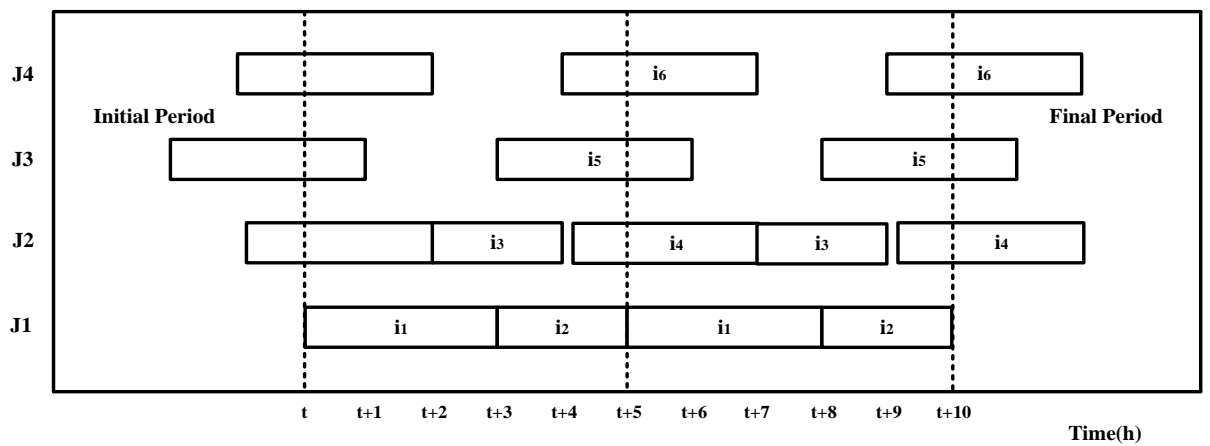 J4 i6 i6
Initial Period Final Period
J3 i5 i5
J2 i3 i4 i3 i4
J1 i1 i2 i1 i2
t t+1 t+2 t+3 t+4 t+5 t+6 t+7 t+8 t+9 t+10
Time(h)